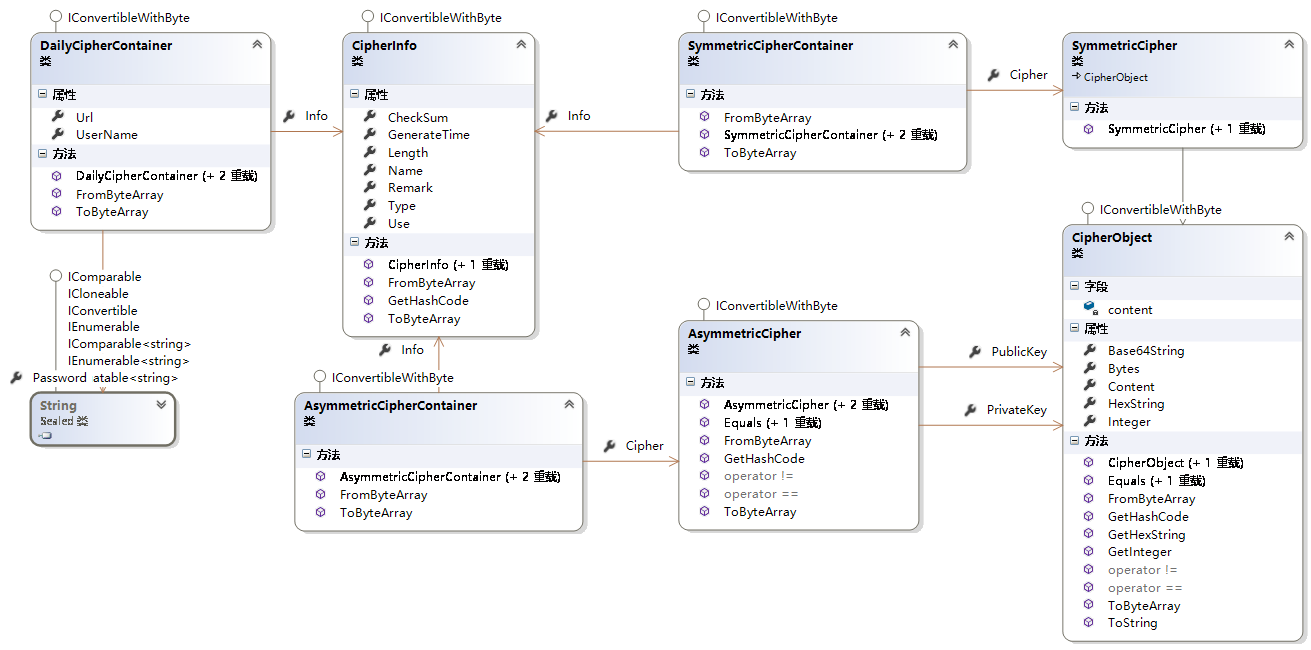 IConvertibleWithByte
DailyCipherContainer
类
属性
Url
UserName
方法
DailyCipherContainer (+ 2 重载)
FromByteArray
ToByteArray
Info
IComparable
ICloneable
IConvertible
IEnumerable
IComparable<string>
IEnumerable<string>
Password atable<string>
String
Sealed 类
IConvertibleWithByte
CipherInfo
类
属性
CheckSum
GenerateTime
Length
Name
Remark
Type
Use
方法
CipherInfo (+ 1 重载)
FromByteArray
GetHashCode
ToByteArray
Info
IConvertibleWithByte
AsymmetricCipherContainer
类
方法
AsymmetricCipherContainer (+ 2 重载)
FromByteArray
ToByteArray
Cipher
Info
IConvertibleWithByte
SymmetricCipherContainer
类
方法
FromByteArray
SymmetricCipherContainer (+ 2 重载)
ToByteArray
Cipher
IConvertibleWithByte
AsymmetricCipher
类
方法
AsymmetricCipher (+ 2 重载)
Equals (+ 1 重载)
FromByteArray
GetHashCode
operator !=
operator ==
ToByteArray
PublicKey
PrivateKey
SymmetricCipher
类
CipherObject
方法
SymmetricCipher (+ 1 重载)
IConvertibleWithByte
CipherObject
类
字段
content
属性
Base64String
Bytes
Content
HexString
Integer
方法
CipherObject (+ 1 重载)
Equals (+ 1 重载)
FromByteArray
GetHashCode
GetHexString
GetInteger
operator !=
operator ==
ToByteArray
ToString